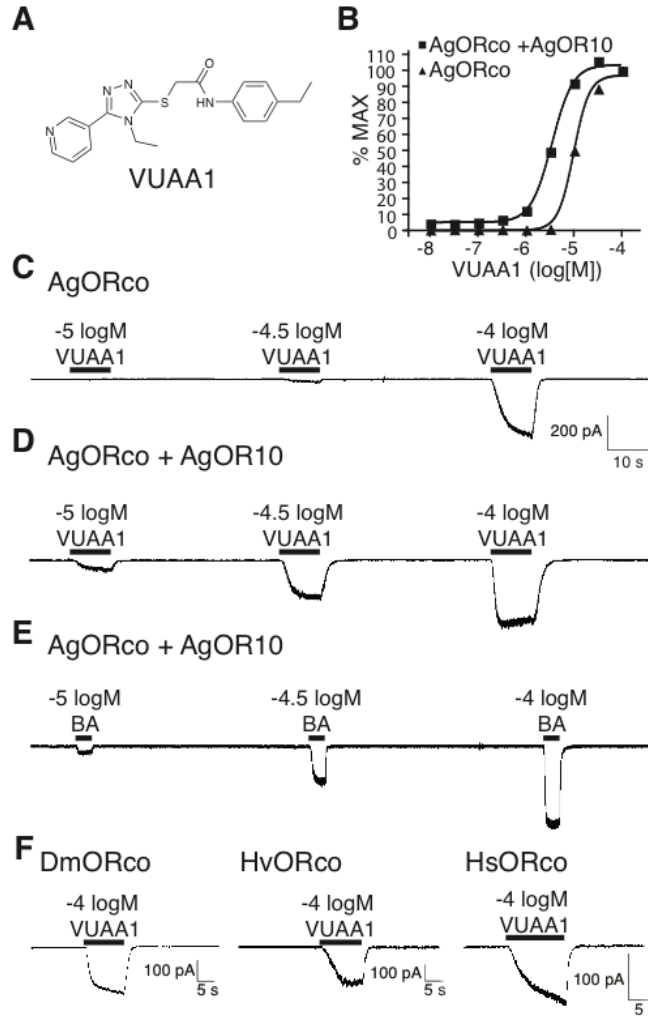 A
N
N
N
N
N
S
O
HN
VUAA1
B
AgORco +AgOR10
AgORco
% MAX
110
100
90
80
70
60
50
40
30
20
10
0
-8 -7 -6 -5 -4
VUAA1 (log[M])
C AgORco
-5 logM -4.5 logM -4 logM
VUAA1 VUAA1 VUAA1
200 pA
10 s
D AgORco + AgOR10
-5 logM -4.5 logM -4 logM
VUAA1 VUAA1 VUAA1
E AgORco + AgOR10
-5 logM -4.5 logM -4 logM
BA BA BA
F DmORco HvORco HsORco
-4 logM -4 logM -4 logM
VUAA1 VUAA1 VUAA1
100 pA 100 pA 100 pA
5 s 5 s 5